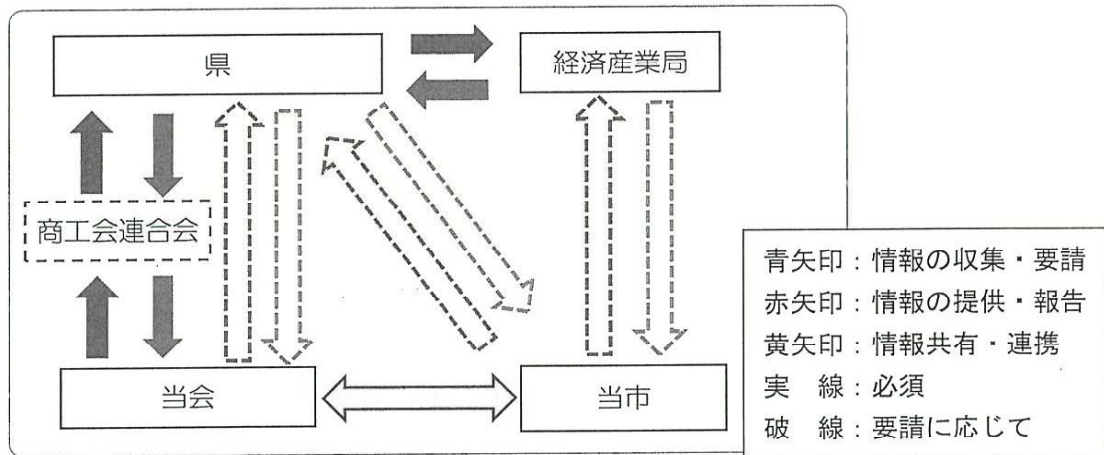 県
経済産業局
商工会連合会
当会
当市
青矢印：情報の収集・要請
赤矢印：情報の提供・報告
黄矢印：情報共有・連携
実　線：必須
破　線：要請に応じて